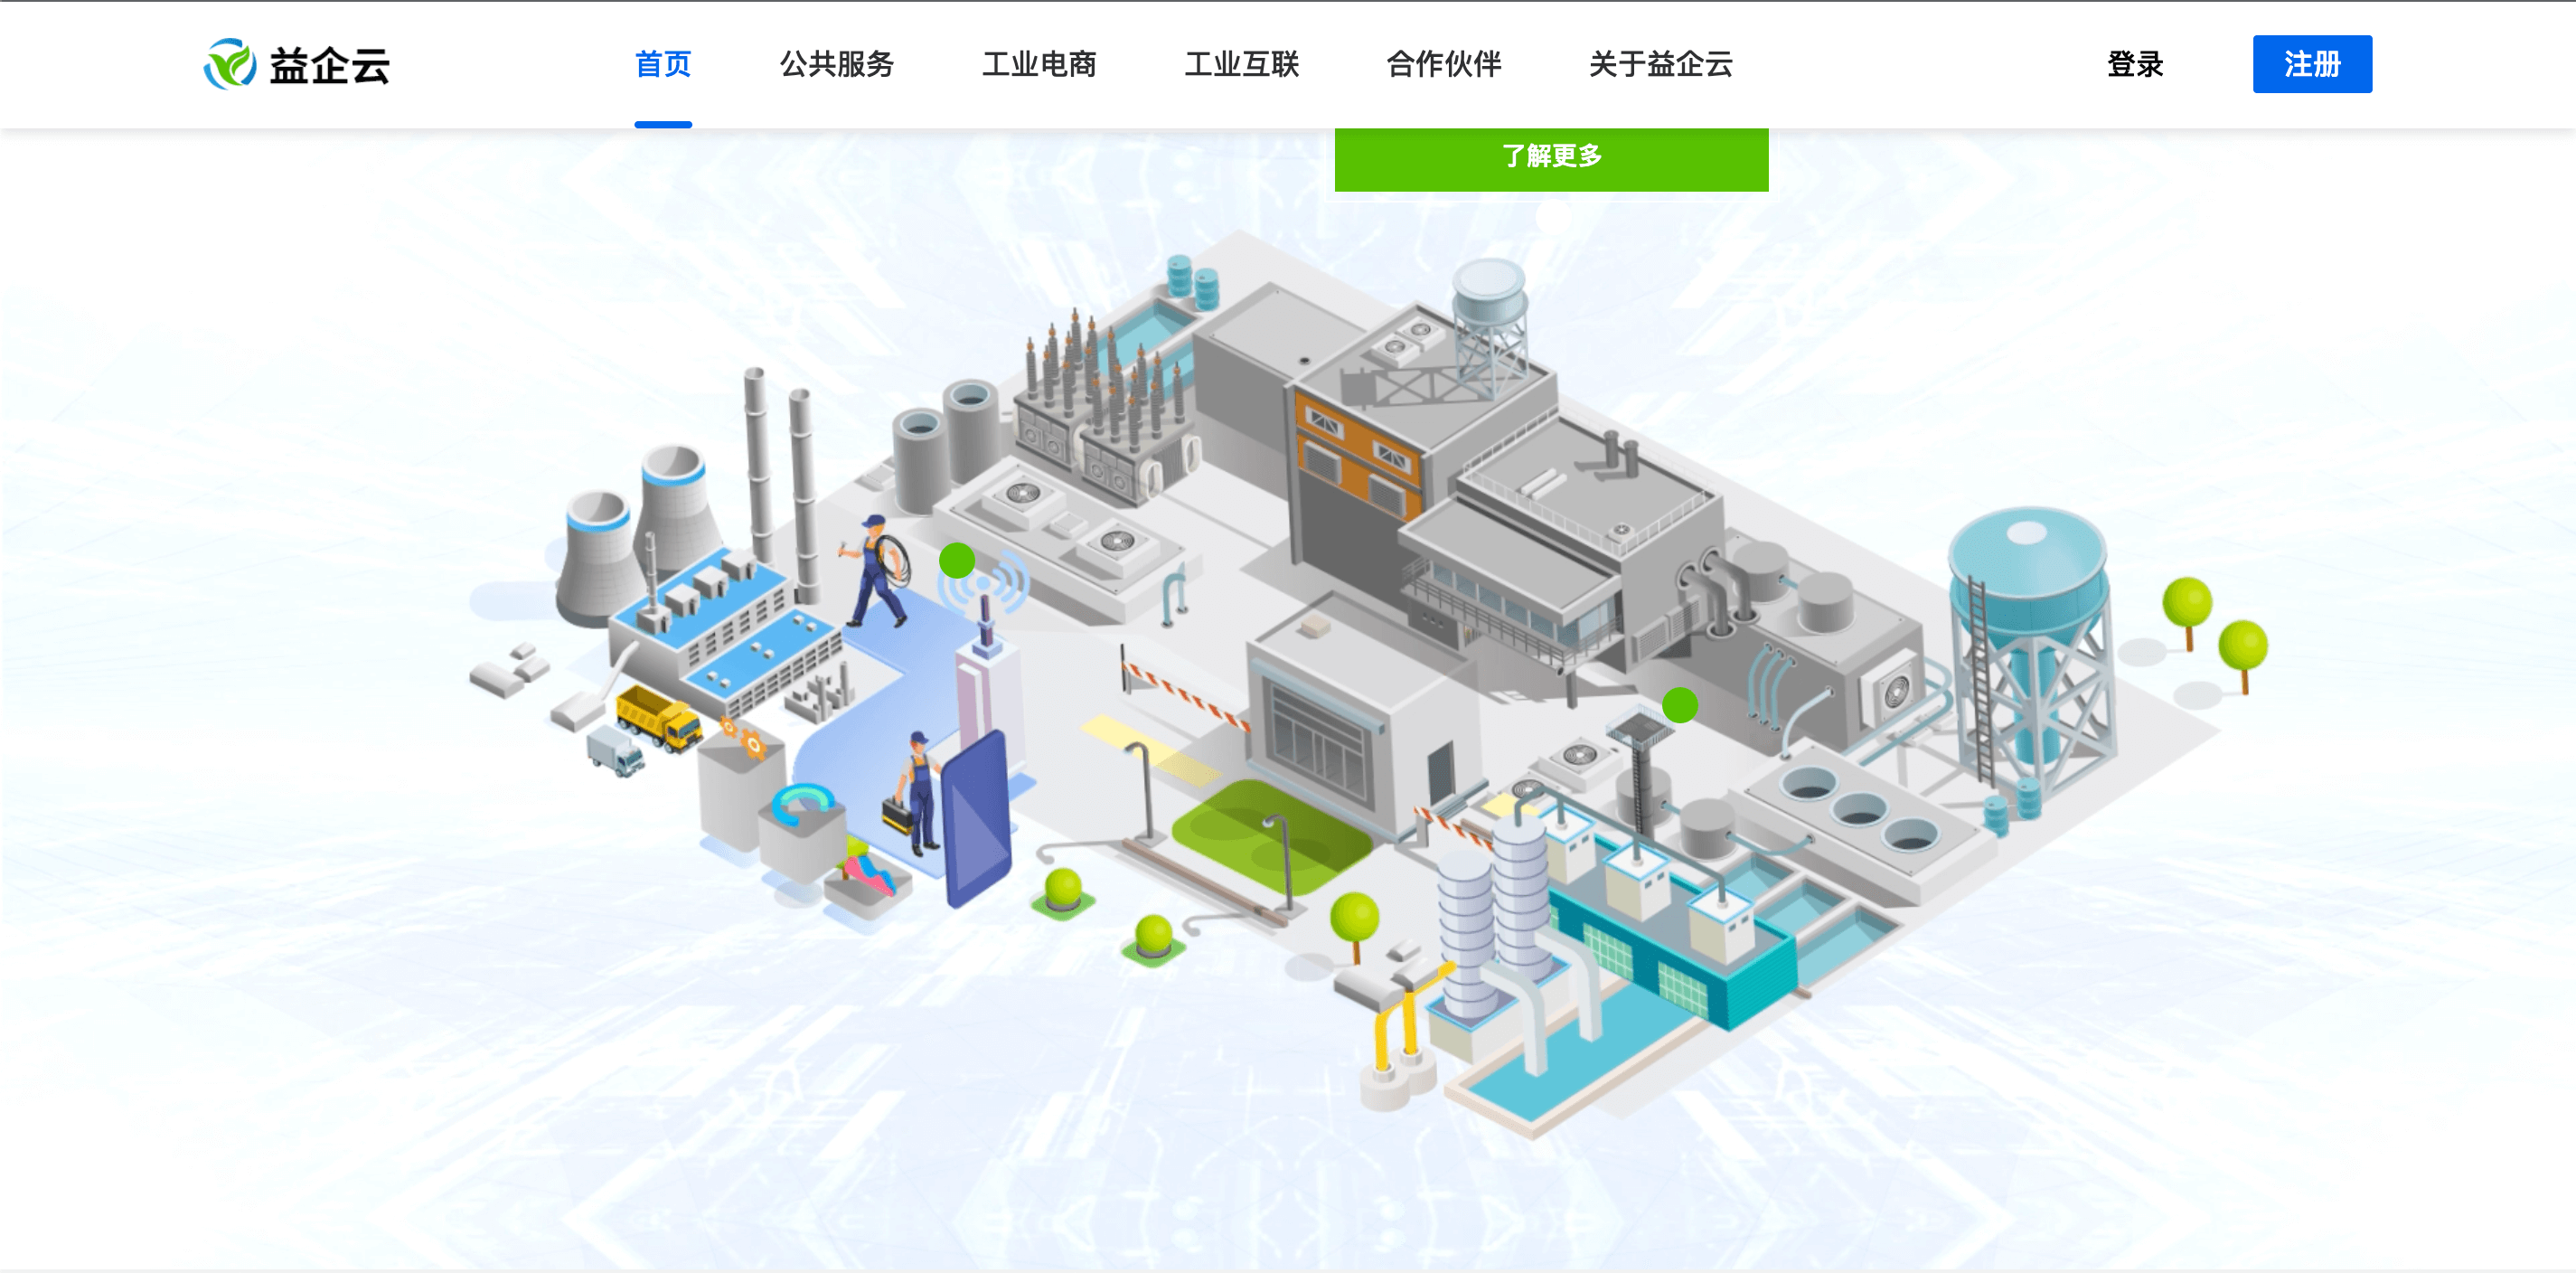 益企云
首页
公共服务
工业电商
工业互联
合作伙伴
关于益企云
登录
注册
了解更多